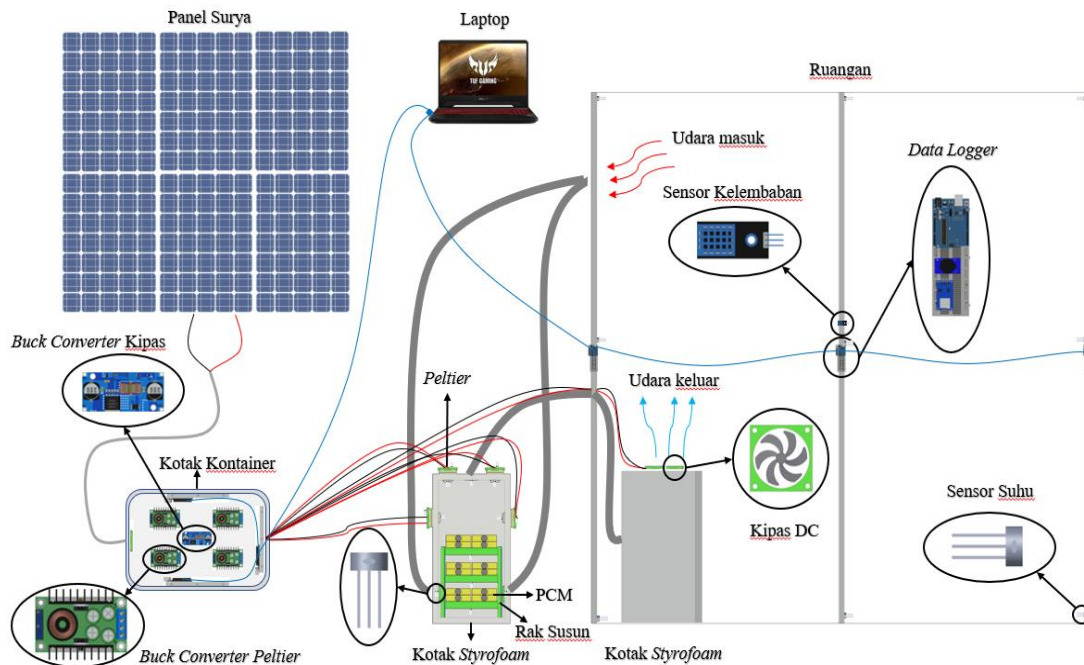 Panel Surya
Laptop
TUF GAMING
Ruangan
Udara masuk
Data Logger
Sensor Kelembaban
Buck Converter Kipas
Peltier
Udara keluar
Kotak Kontainer
Sensor Suhu
Kipas DC
PCM
Rak Susun
Buck Converter Peltier
Kotak Styrofoam
Kotak Styrofoam